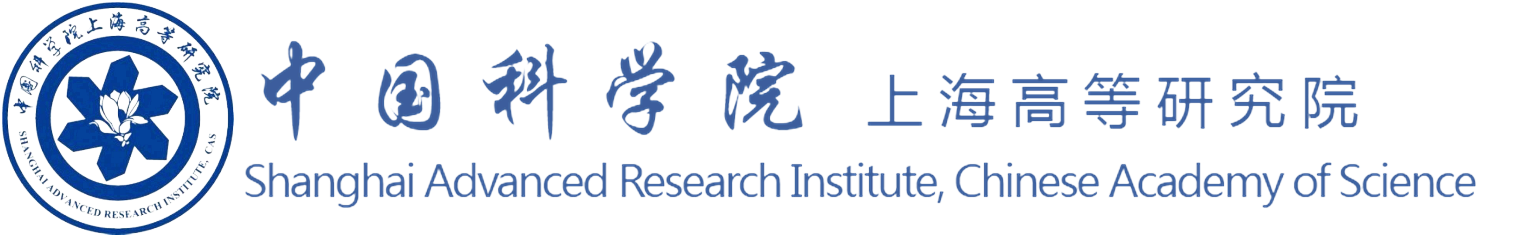 中国科学院上海高等研究院
SHANGHAI ADVANCED RESEARCH INSTITUTE, CAS
中国科学院 上海高等研究院
Shanghai Advanced Research Institute, Chinese Academy of Science